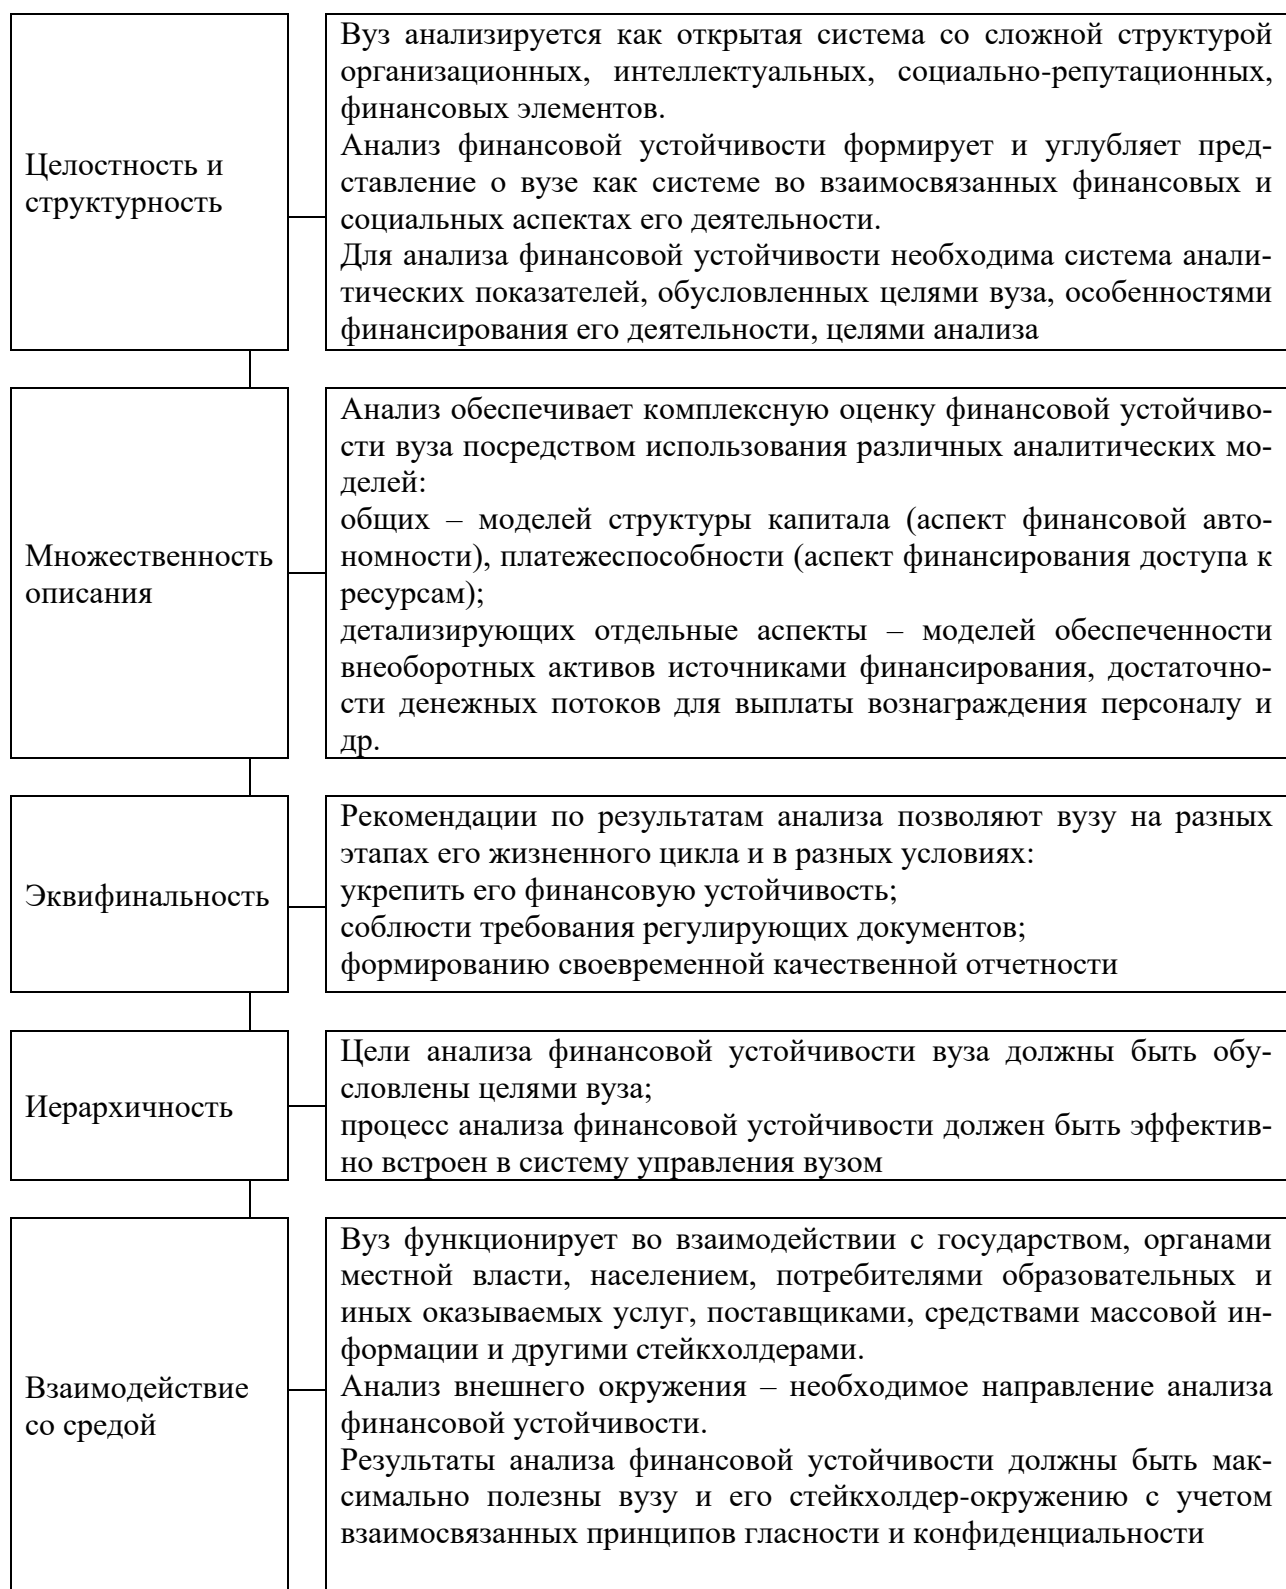 Целостность и
структурность
Вуз анализируется как открытая система со сложной структурой
организационных, интеллектуальных, социально-репутационных,
финансовых элементов.
Анализ финансовой устойчивости формирует и углубляет пред-
ставление о вузе как системе во взаимосвязанных финансовых и
социальных аспектах его деятельности.
Для анализа финансовой устойчивости необходима система анали-
тических показателей, обусловленных целями вуза, особенностями
финансирования его деятельности, целями анализа
Множественность
описания
Анализ обеспечивает комплексную оценку финансовой устойчиво-
сти вуза посредством использования различных аналитических мо-
делей:
общих – моделей структуры капитала (аспект финансовой авто-
номности), платежеспособности (аспект финансирования доступа к
ресурсам);
детализирующих отдельные аспекты – моделей обеспеченности
внеоборотных активов источниками финансирования, достаточно-
сти денежных потоков для выплаты вознаграждения персоналу и
др.
Эквифинальность
Рекомендации по результатам анализа позволяют вузу на разных
этапах его жизненного цикла и в разных условиях:
укрепить его финансовую устойчивость;
соблюсти требования регулирующих документов;
формированию своевременной качественной отчетности
Иерархичность
Цели анализа финансовой устойчивости вуза должны быть обу-
словлены целями вуза;
процесс анализа финансовой устойчивости должен быть эффектив-
но встроен в систему управления вузом
Взаимодействие
со средой
Вуз функционирует во взаимодействии с государством, органами
местной власти, населением, потребителями образовательных и
иных оказываемых услуг, поставщиками, средствами массовой ин-
формации и другими стейкхолдерами.
Анализ внешнего окружения – необходимое направление анализа
финансовой устойчивости.
Результаты анализа финансовой устойчивости должны быть мак-
симально полезны вузу и его стейкхолдер-окружению с учетом
взаимосвязанных принципов гласности и конфиденциальности